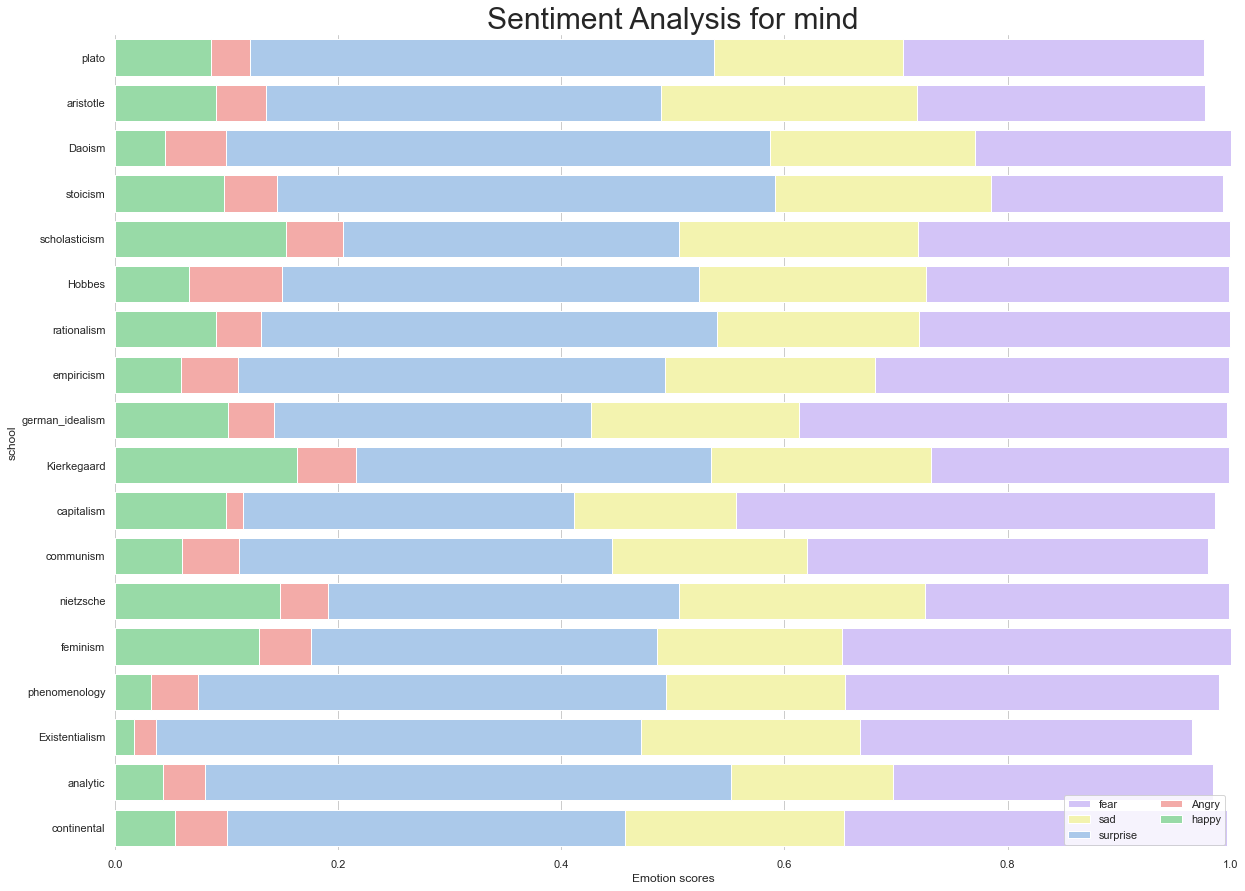 Sentiment Analysis for mind
school
plato
aristotle
Daoism
stoicism
scholasticism
Hobbes
rationalism
empiricism
german_idealism
Kierkegaard
capitalism
communism
nietzsche
feminism
phenomenology
Existentialism
analytic
continental
fear
sad
surprise
Angry
happy
0.0 0.2 0.4 0.6 0.8 1.0
Emotion scores